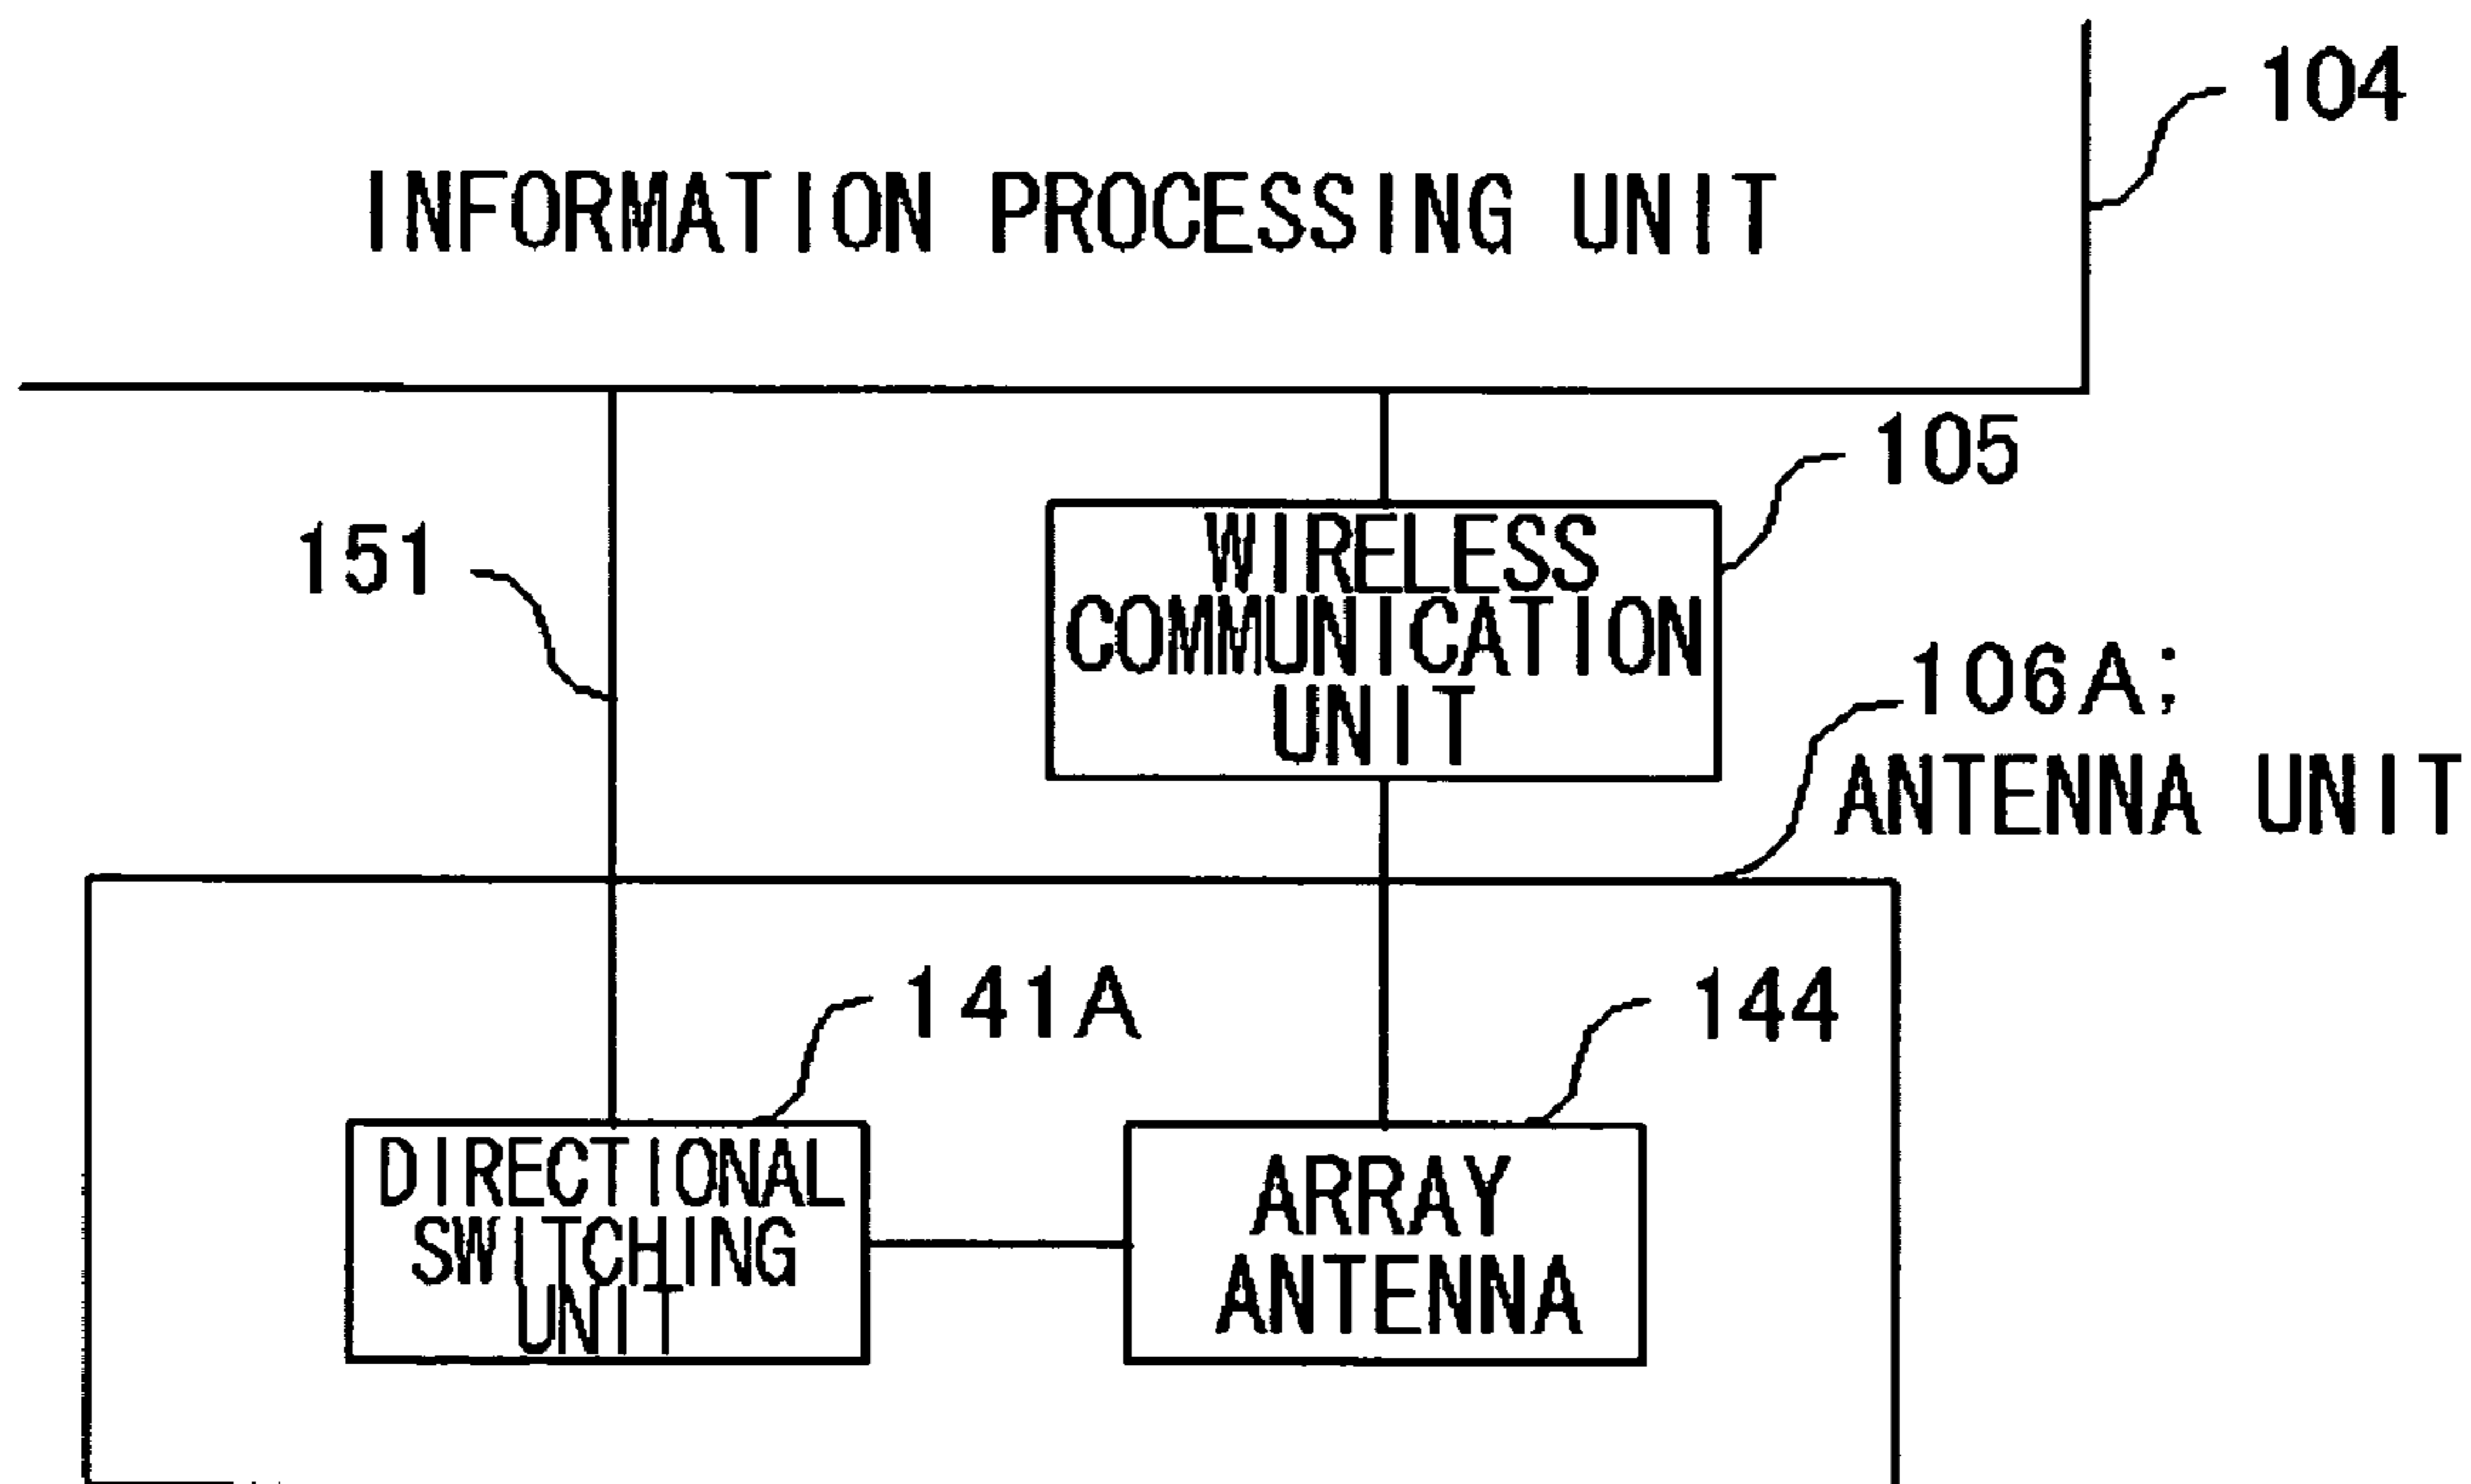 104
INFORMATION PROCESSING UNIT
105
WIRELESS
COMMUNICATION
UNIT
151
106A;
ANTENNA UNIT
141A
144
DIRECTIONAL
SWITCHING
UNIT
ARRAY
ANTENNA